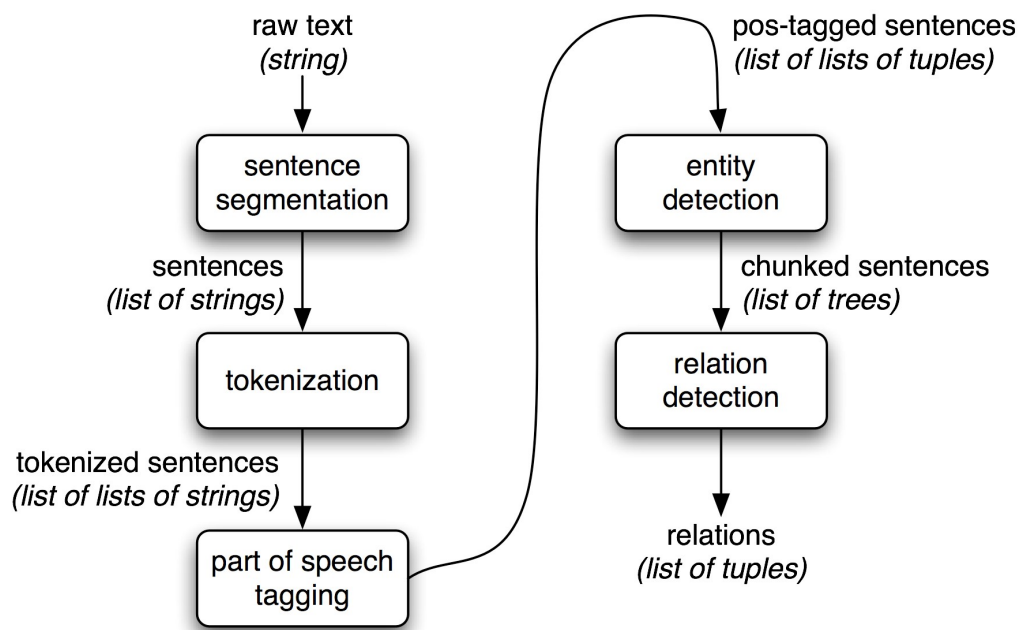 raw text
(string)
sentence
segmentation
sentences
(list of strings)
tokenization
tokenized sentences
(list of lists of strings)
part of speech
tagging
pos-tagged sentences
(list of lists of tuples)
entity
detection
chunked sentences
(list of trees)
relation
detection
relations
(list of tuples)